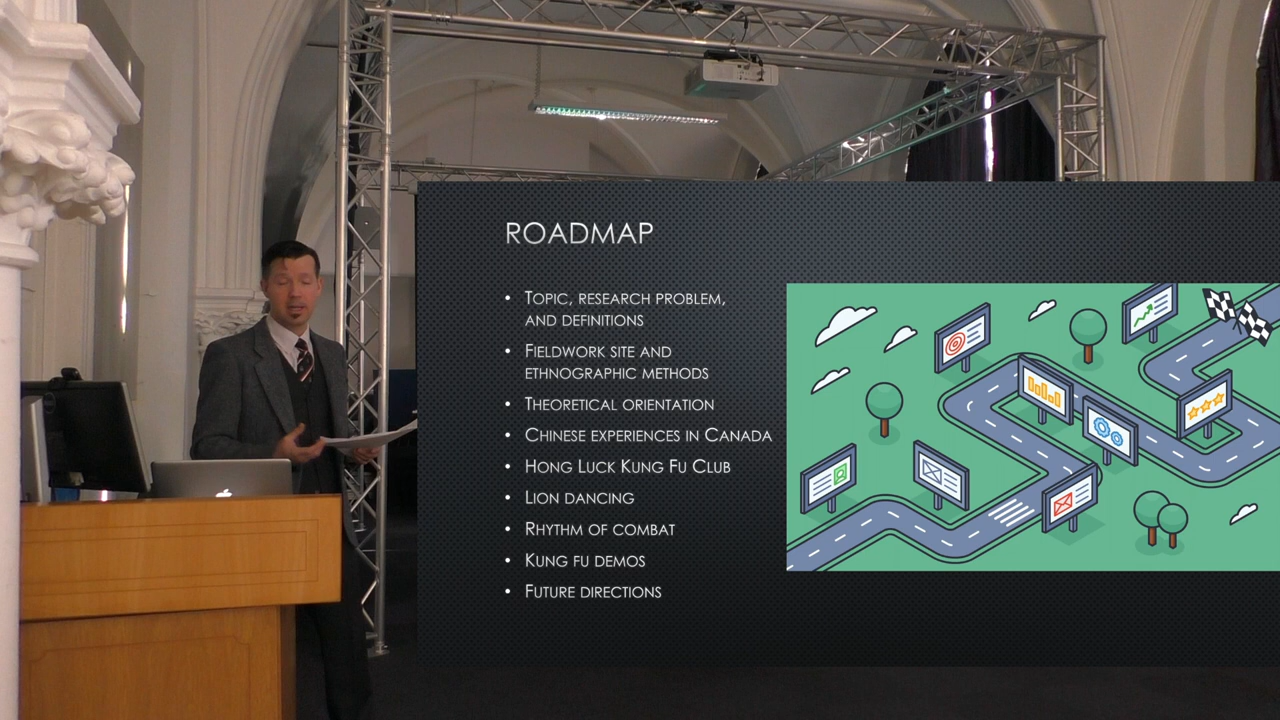 ROADMAP
• TOPIC, RESEARCH PROBLEM,
AND DEFINITIONS
• FIELDWORK SITE AND
ETHNOGRAPHIC METHODS
• THEORETICAL ORIENTATION
• CHINESE EXPERIENCES IN CANADA
• HONG LUCK KUNG FU CLUB
• LION DANCING
• RHYTHM OF COMBAT
• KUNG FU DEMOS
• FUTURE DIRECTIONS